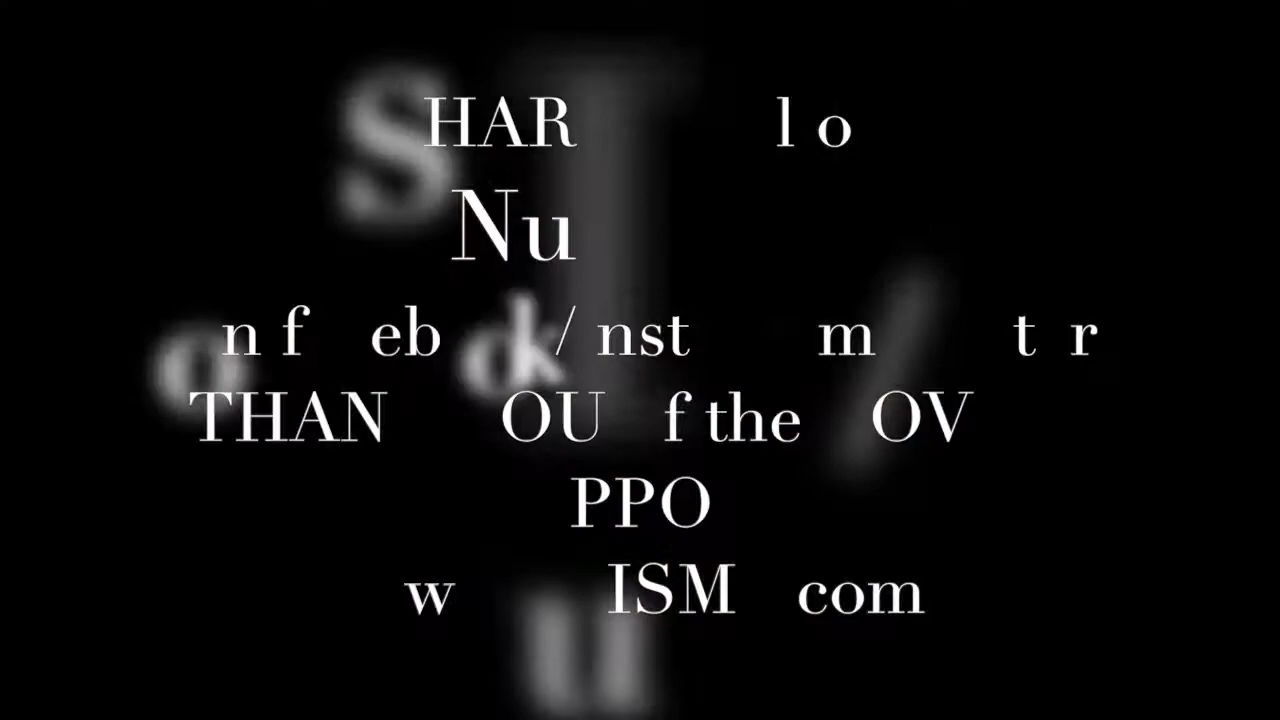 HAR l o
Nu
n f eb k/ nst m t r
THAN OU f the OV
PPO
w ISM com